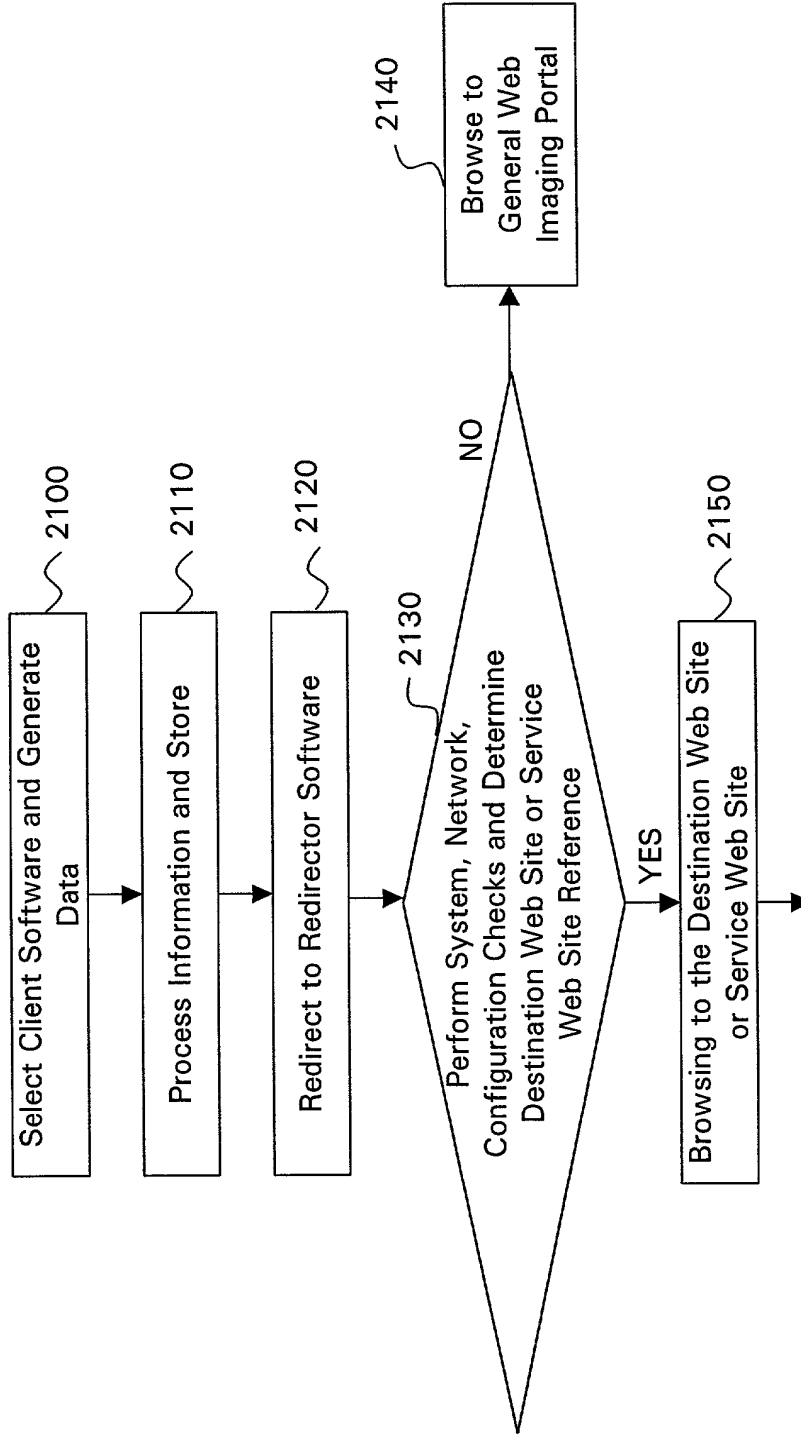 Select Client Software and Generate
Data
2100
Process Information and Store
2110
Redirect to Redirector Software
2120
2130
Perform System, Network,
Configuration Checks and Determine
Destination Web Site or Service
Web Site Reference
NO
2140
Browse to
General Web
Imaging Portal
YES
2150
Browsing to the Destination Web Site
or Service Web Site